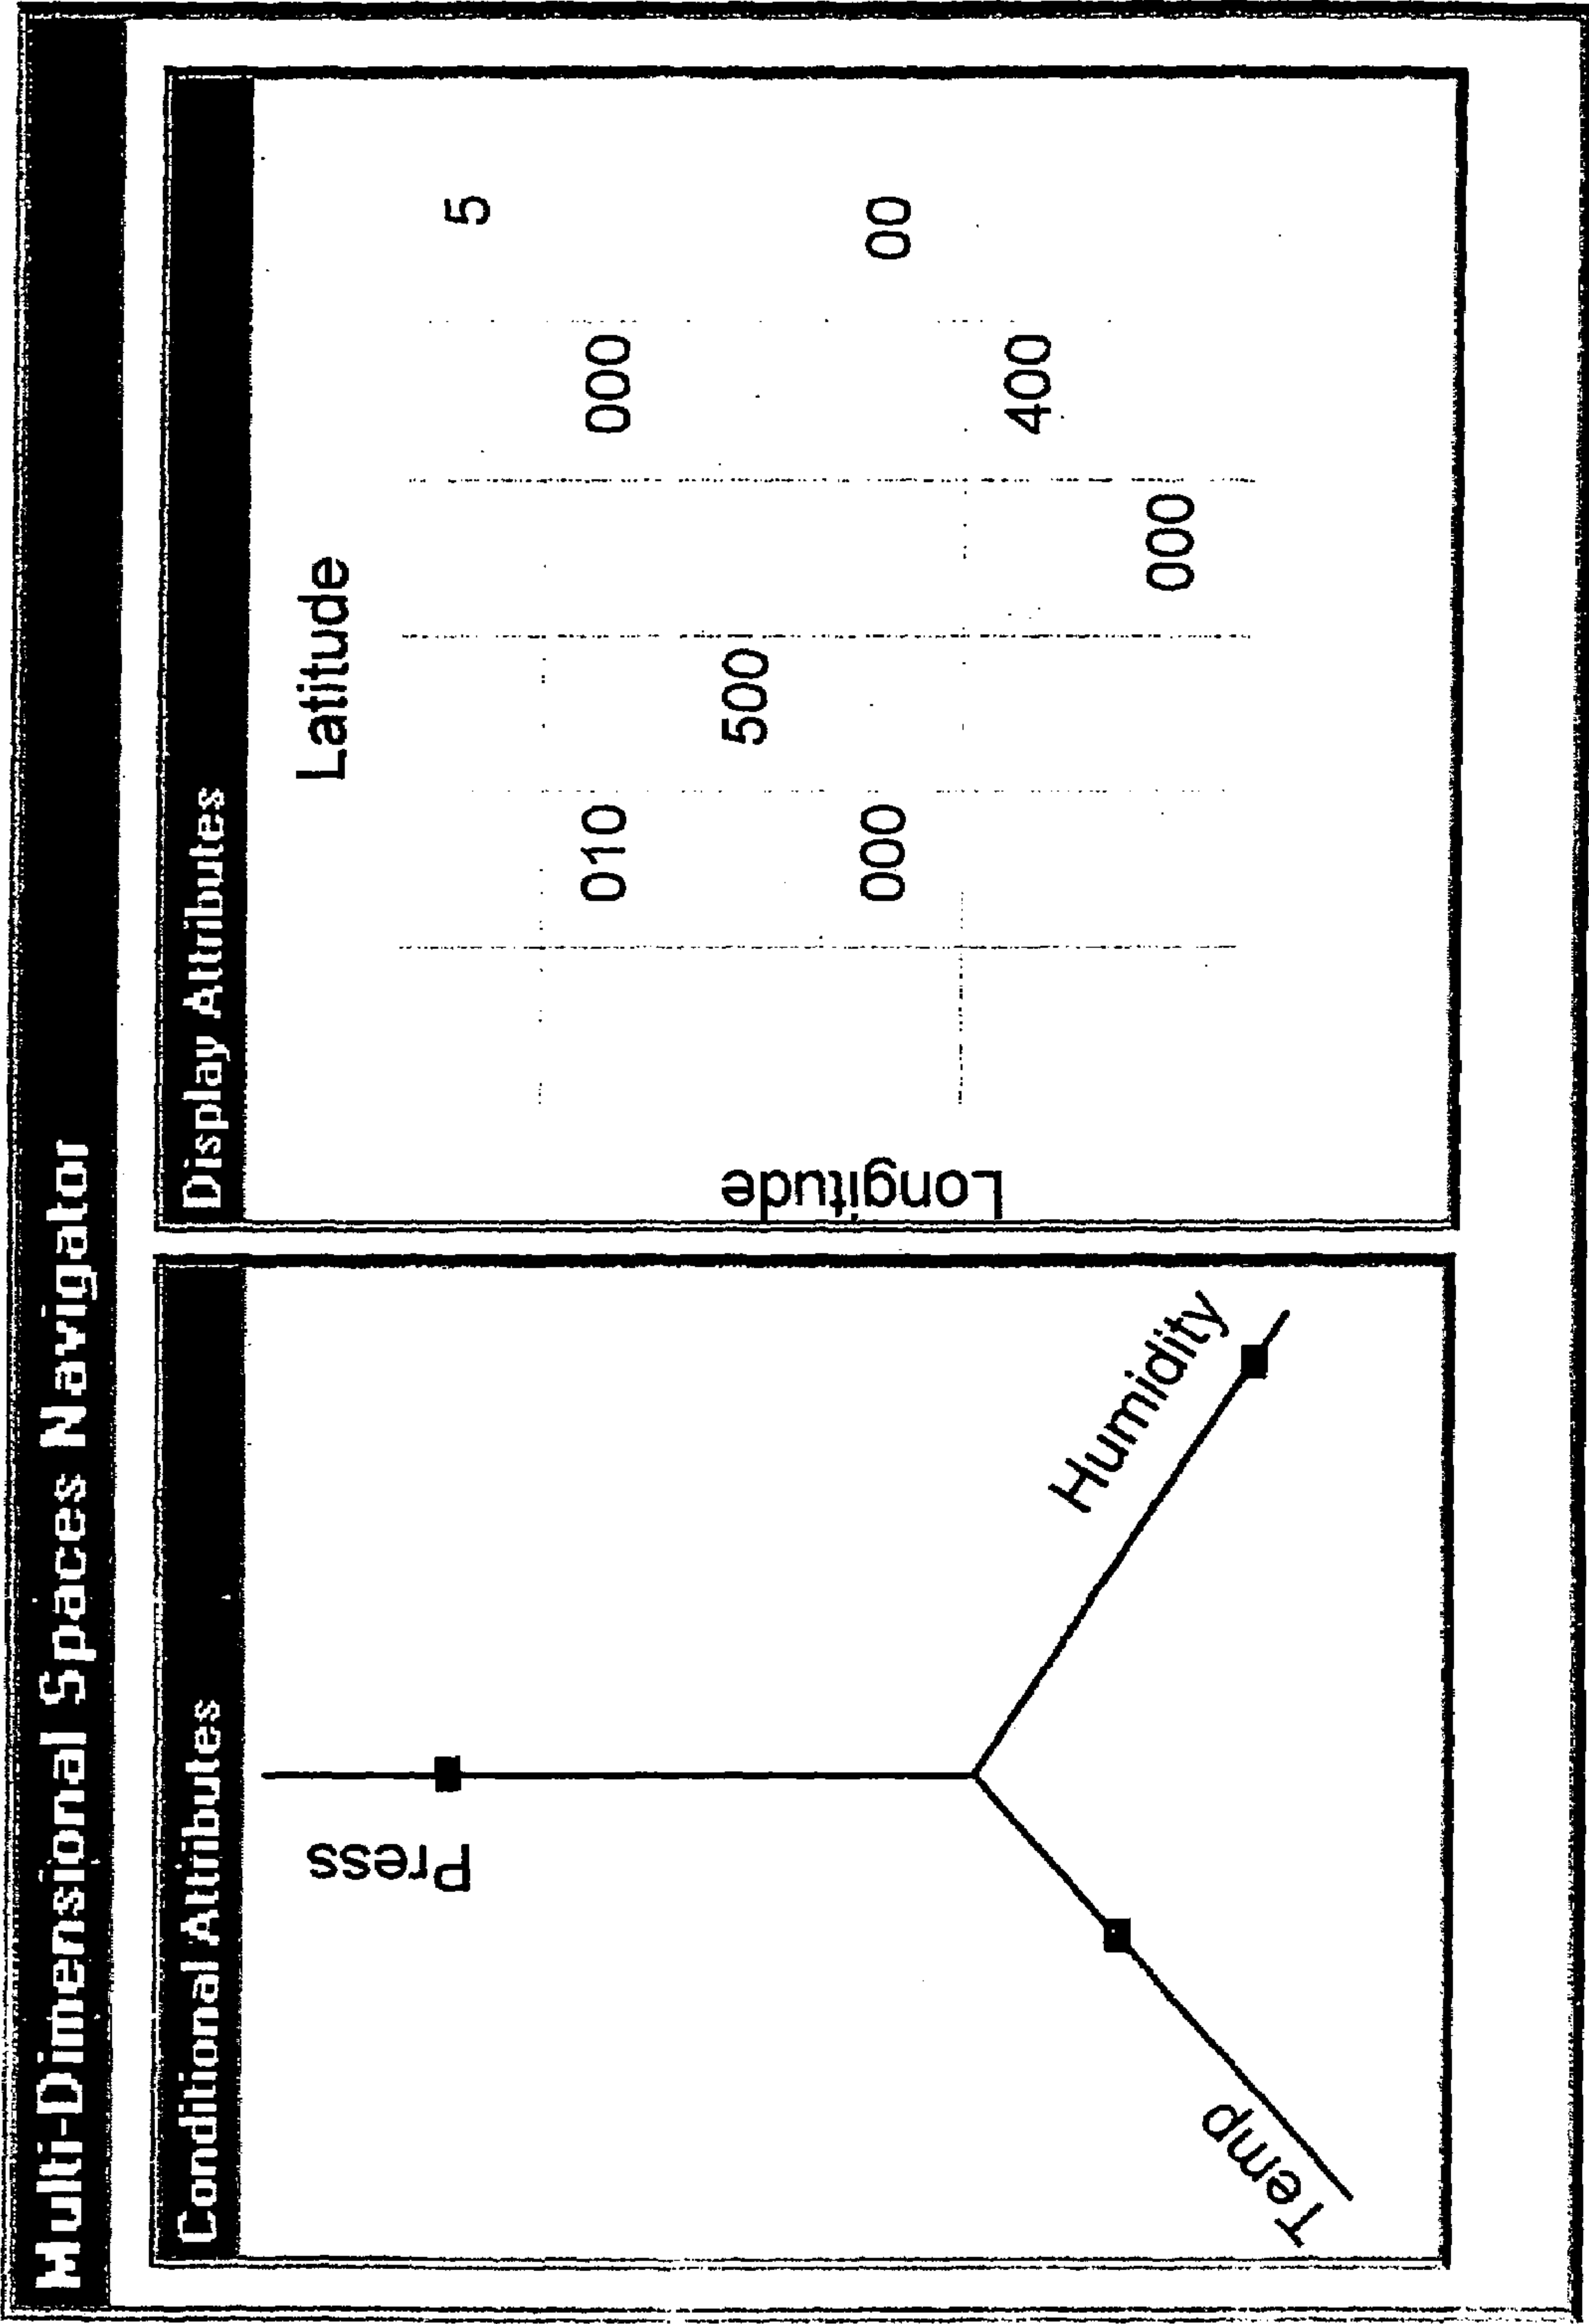 Multi-Dimensional Spaces Navigator
Conditional Attributes
Press
Humidity
Temp
Display Attributes
Latitude
Longitude
5
010 000
500
000 00
400
000